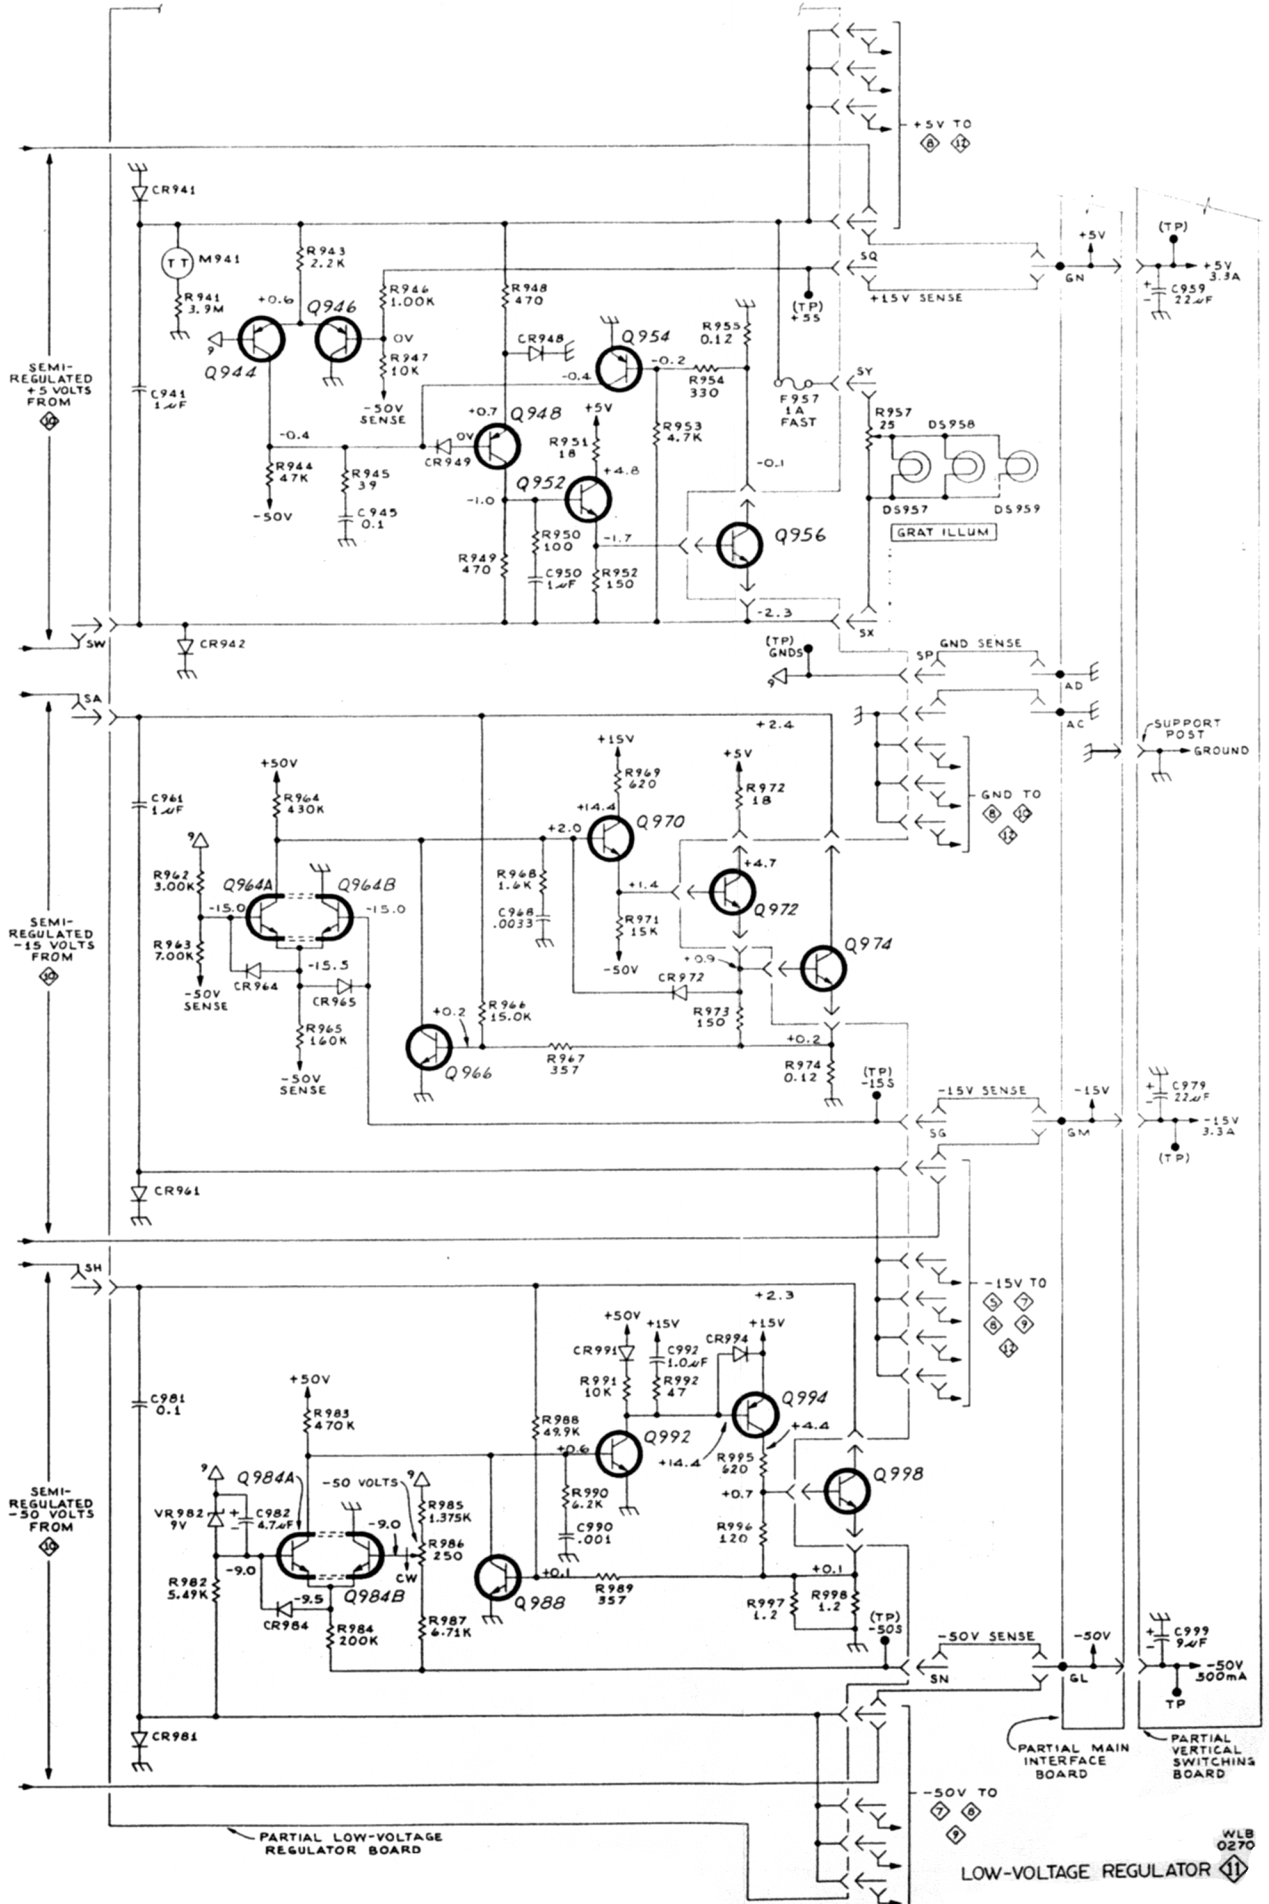 +5V TO
8 12
CR941
(TP)
+5V
M941
R943
2.2K
SQ
+5V
3.3A
GN
R941
3.9M
+0.6
Q946
R946
1.00K
R948
470
(TP)
+5S
+15V SENSE
C959
22µF
9
0V
CR948
Q954
R955
0.12
Q944
R947
10K
-0.2
SEMI-
REGULATED
+5 VOLTS
FROM
10
C941
1µF
-50V
SENSE
-0.4
R954
330
F957
1A
FAST
SY
R957
25
DS958
+0.7
Q948
+5V
R953
4.7K
-0.4
0V
CR949
R951
18
-0.1
R944
47K
R945
39
Q952
+4.8
-50V
C945
0.1
-1.0
DS957
DS959
R950
100
-1.7
Q956
GRAT ILLUM
R949
470
C950
1µF
R952
150
-2.3
SW
CR942
SX
(TP)
GNDS
SP
GND SENSE
9
AD
SA
AC
+2.4
SUPPORT
POST
GROUND
+50V
+15V
+5V
C961
1µF
R964
430K
R969
620
R972
18
GND TO
8 10
12
9
+14.4
+2.0
Q970
R962
3.00K
Q964A
Q964B
R968
1.6K
+1.4
+4.7
-15.0
-15.0
Q972
SEMI-
REGULATED
-15 VOLTS
FROM
10
R963
7.00K
C968
.0033
R971
15K
Q974
-15.5
-50V
+0.9
-50V
SENSE
CR964
CR965
CR972
R966
15.0K
R973
150
R965
160K
+0.2
+0.2
Q966
R967
357
R974
0.12
-50V
SENSE
(TP)
-15S
-15V SENSE
-15V
C979
22µF
SG
GM
-15V
3.3A
(TP)
CR961
SH
-15V TO
5 7
8 9
12
+2.3
+50V
+15V
+15V
CR991
C992
1.0µF
CR994
+50V
R991
10K
R992
47
C981
0.1
R983
470K
Q994
R988
49.9K
+4.4
+0.6
Q992
+14.4
R995
620
SEMI-
REGULATED
-50 VOLTS
FROM
10
9
Q984A
-50 VOLTS
9
R990
6.2K
+0.7
Q998
VR982
9V
C982
4.7µF
R985
1.375K
-9.0
C990
.001
R996
120
R986
250
-9.0
CW
+0.1
+0.1
R982
5.49K
-9.5
Q984B
Q988
R989
357
R997
1.2
R998
1.2
CR984
R984
200K
R987
6.71K
(TP)
-50S
-50V SENSE
-50V
C999
9µF
SN
GL
-50V
500mA
TP
CR981
PARTIAL MAIN
INTERFACE
BOARD
PARTIAL
VERTICAL
SWITCHING
BOARD
-50V TO
7 8
9
PARTIAL LOW-VOLTAGE
REGULATOR BOARD
WLB
0270
LOW-VOLTAGE REGULATOR 11